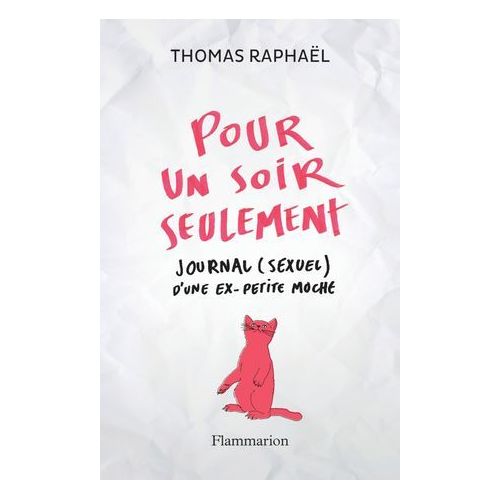 THOMAS RAPHAËL
POUR
UN SOIR
SEULEMENT
JOURNAL (SEXUEL)
D'UNE EX-PETITE MOCHE
Flammarion